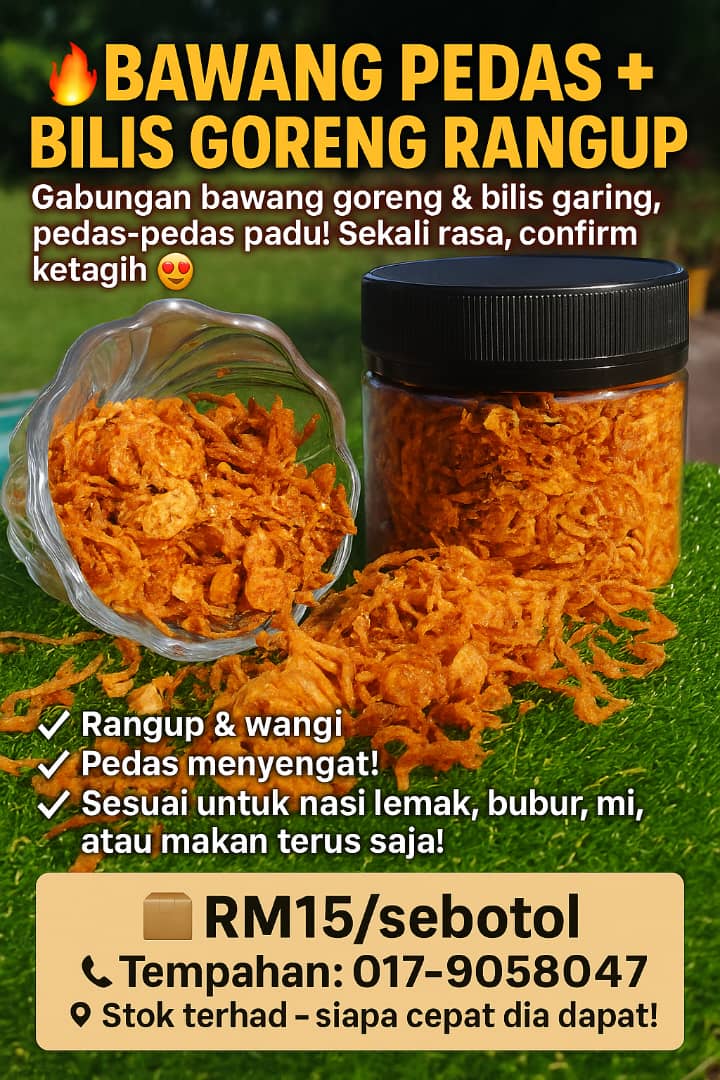 🔥BAWANG PEDAS +
BILIS GORENG RANGUP
Gabungan bawang goreng & bilis garing,
pedas-pedas padu! Sekali rasa, confirm
ketagih 😍
✓ Rangup & wangi
✓ Pedas menyengat!
✓ Sesuai untuk nasi lemak, bubur, mi,
atau makan terus saja!
📦 RM15/sebotol
📞 Tempahan: 017-9058047
📍 Stok terhad – siapa cepat dia dapat!